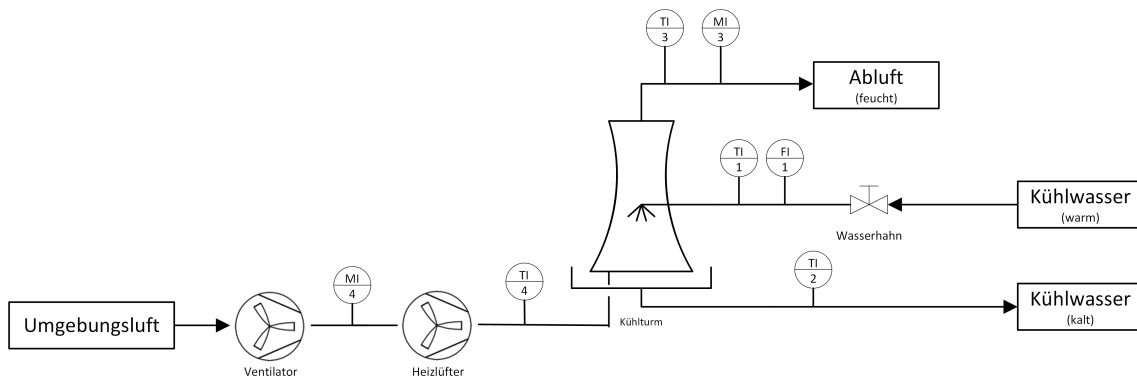 TI
3
MI
3
Abluft
(feucht)
TI
1
FI
1
Kühlwasser
(warm)
Wasserhahn
TI
2
Kühlwasser
(kalt)
MI
4
TI
4
Umgebungsluft
Kühlturm
Ventilator
Heizlüfter